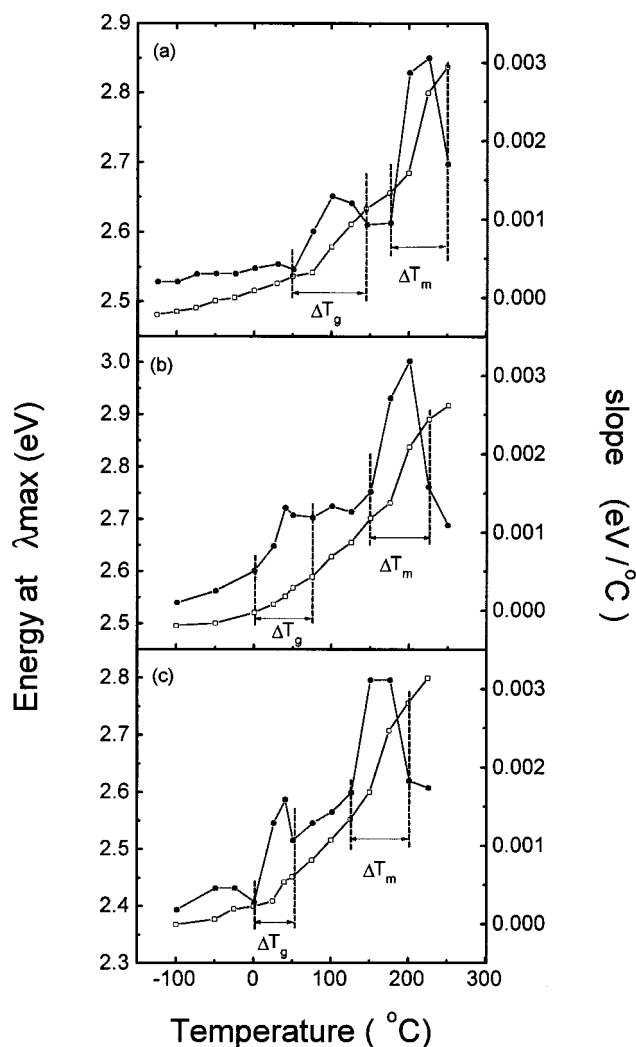 (a)
2.9
2.8
2.7
2.6
2.5
0.003
0.002
0.001
0.000
ΔTg
ΔTm
(b)
3.0
2.9
2.8
2.7
2.6
2.5
0.003
0.002
0.001
0.000
ΔTg
ΔTm
(c)
2.8
2.7
2.6
2.5
2.4
2.3
0.003
0.002
0.001
0.000
ΔTg
ΔTm
-100 0 100 200 300
Temperature ( °C)
Energy at λmax (eV)
slope (eV/°C)